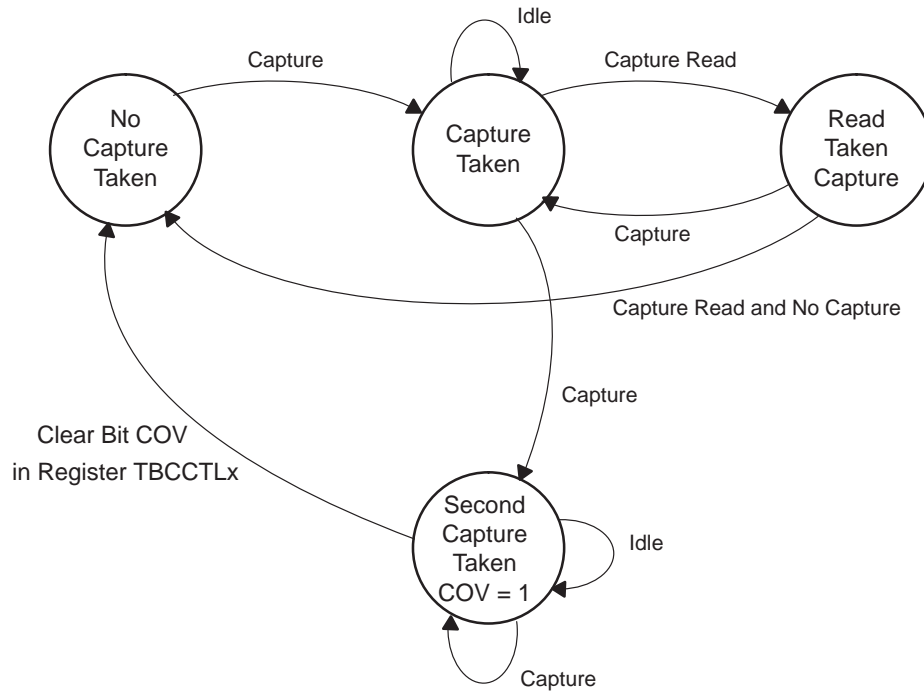 Idle
Capture
Capture Read
No
Capture
Taken
Capture
Taken
Read
Taken
Capture
Capture
Capture Read and No Capture
Capture
Clear Bit COV
in Register TBCCTLx
Second
Capture
Taken
COV = 1
Idle
Capture